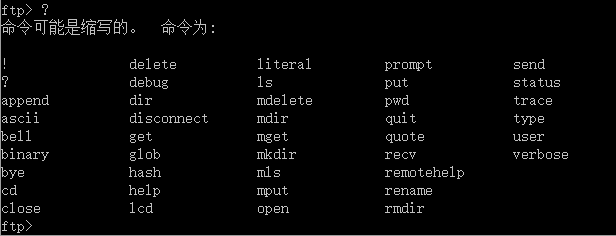 ftp> ?
命令可能是缩写的。  命令为:
!               delete          literal         prompt          send
?               debug           ls              put             status
append          dir             mdelete         pwd             trace
ascii           disconnect      mdir            quit            type
bell            get             mget            quote           user
binary          glob            mkdir           recv            verbose
bye             hash            mls             remotehelp
cd              help            mput            rename
close           lcd             open            rmdir
ftp>